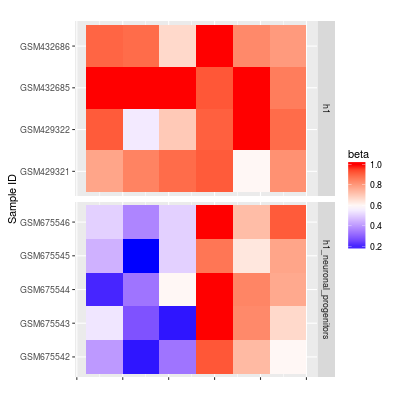 GSM432686
GSM432685
GSM429322
GSM429321
h1
GSM675546
GSM675545
GSM675544
GSM675543
GSM675542
h1_neuronal_progenitors
Sample ID
beta
1.0
0.8
0.6
0.4
0.2